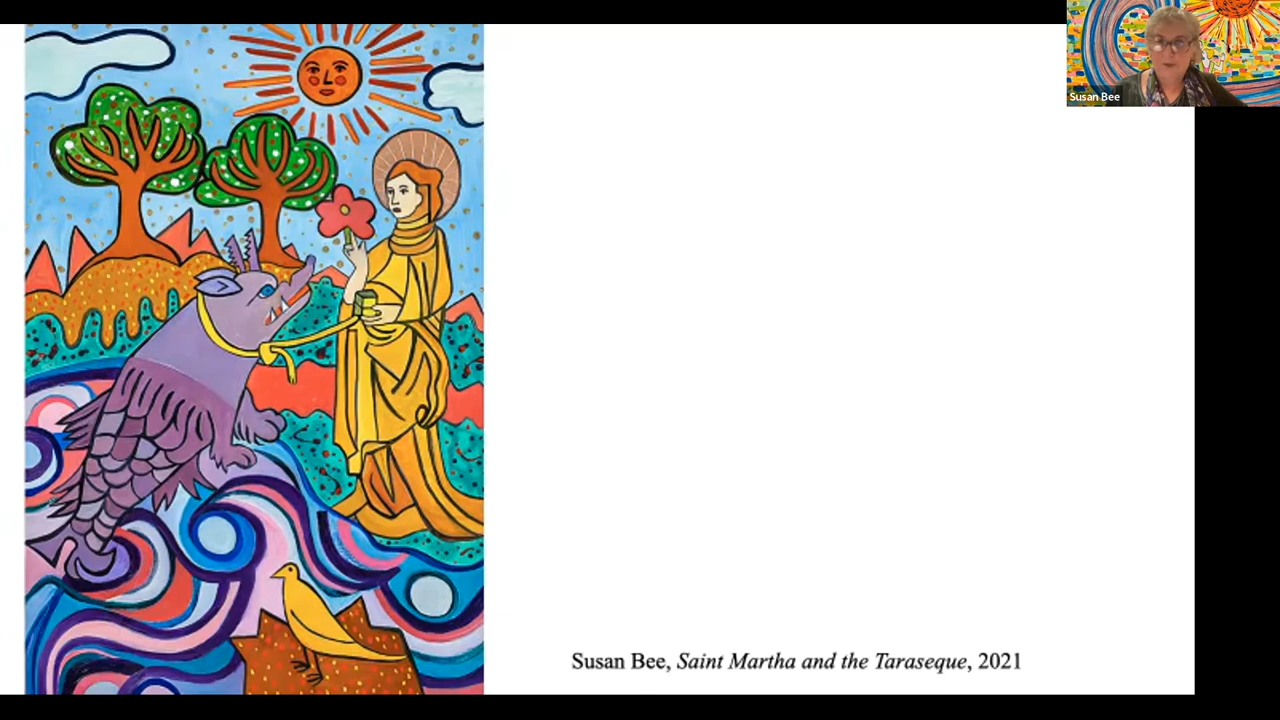 Susan Bee
Susan Bee, Saint Martha and the Taraseque, 2021